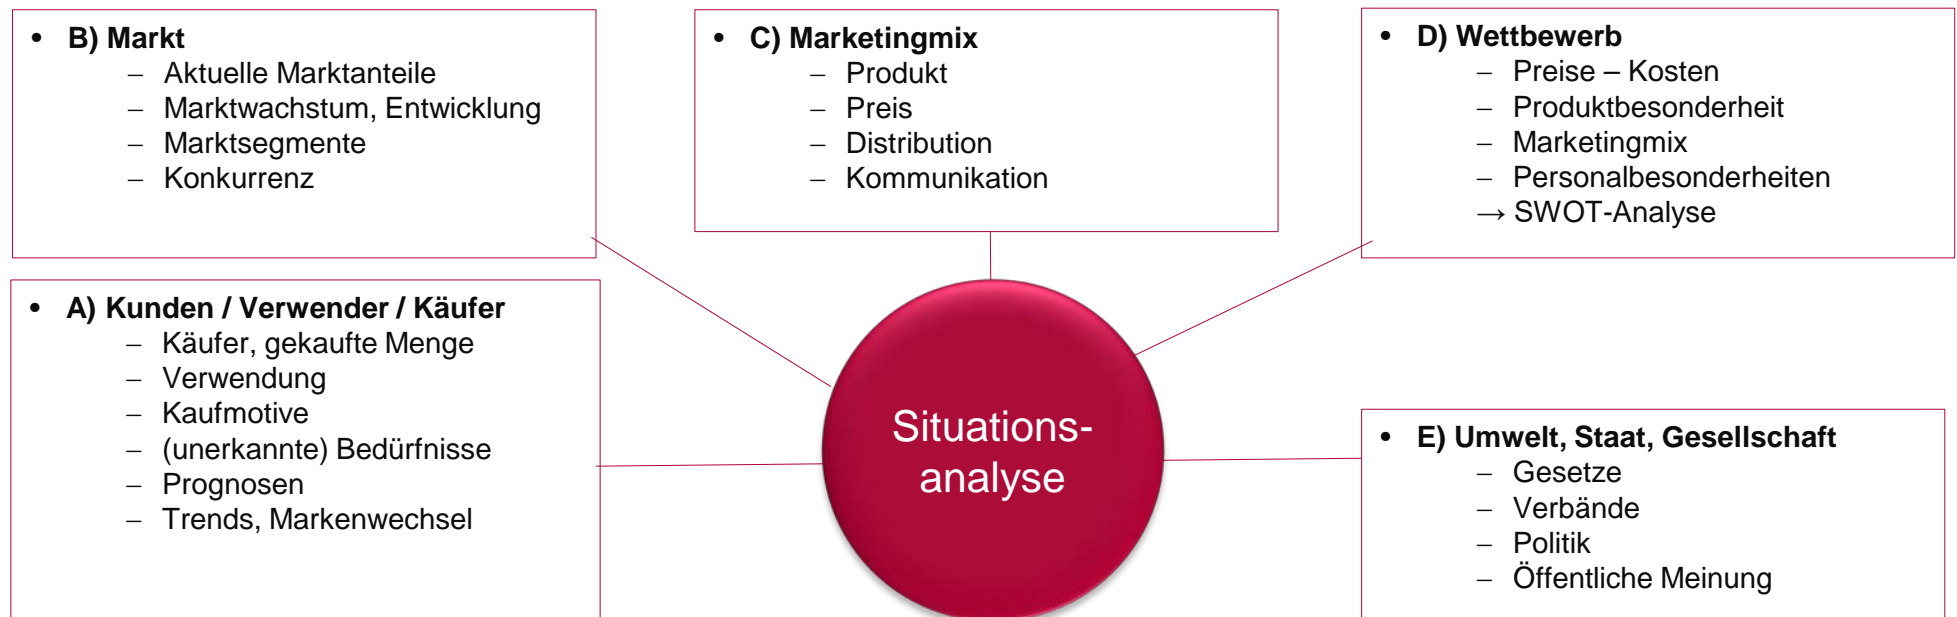 • B) Markt
– Aktuelle Marktanteile
– Marktwachstum, Entwicklung
– Marktsegmente
– Konkurrenz
• C) Marketingmix
– Produkt
– Preis
– Distribution
– Kommunikation
• D) Wettbewerb
– Preise – Kosten
– Produktbesonderheit
– Marketingmix
– Personalbesonderheiten
→ SWOT-Analyse
• A) Kunden / Verwender / Käufer
– Käufer, gekaufte Menge
– Verwendung
– Kaufmotive
– (unerkannte) Bedürfnisse
– Prognosen
– Trends, Markenwechsel
Situations-
analyse
• E) Umwelt, Staat, Gesellschaft
– Gesetze
– Verbände
– Politik
– Öffentliche Meinung